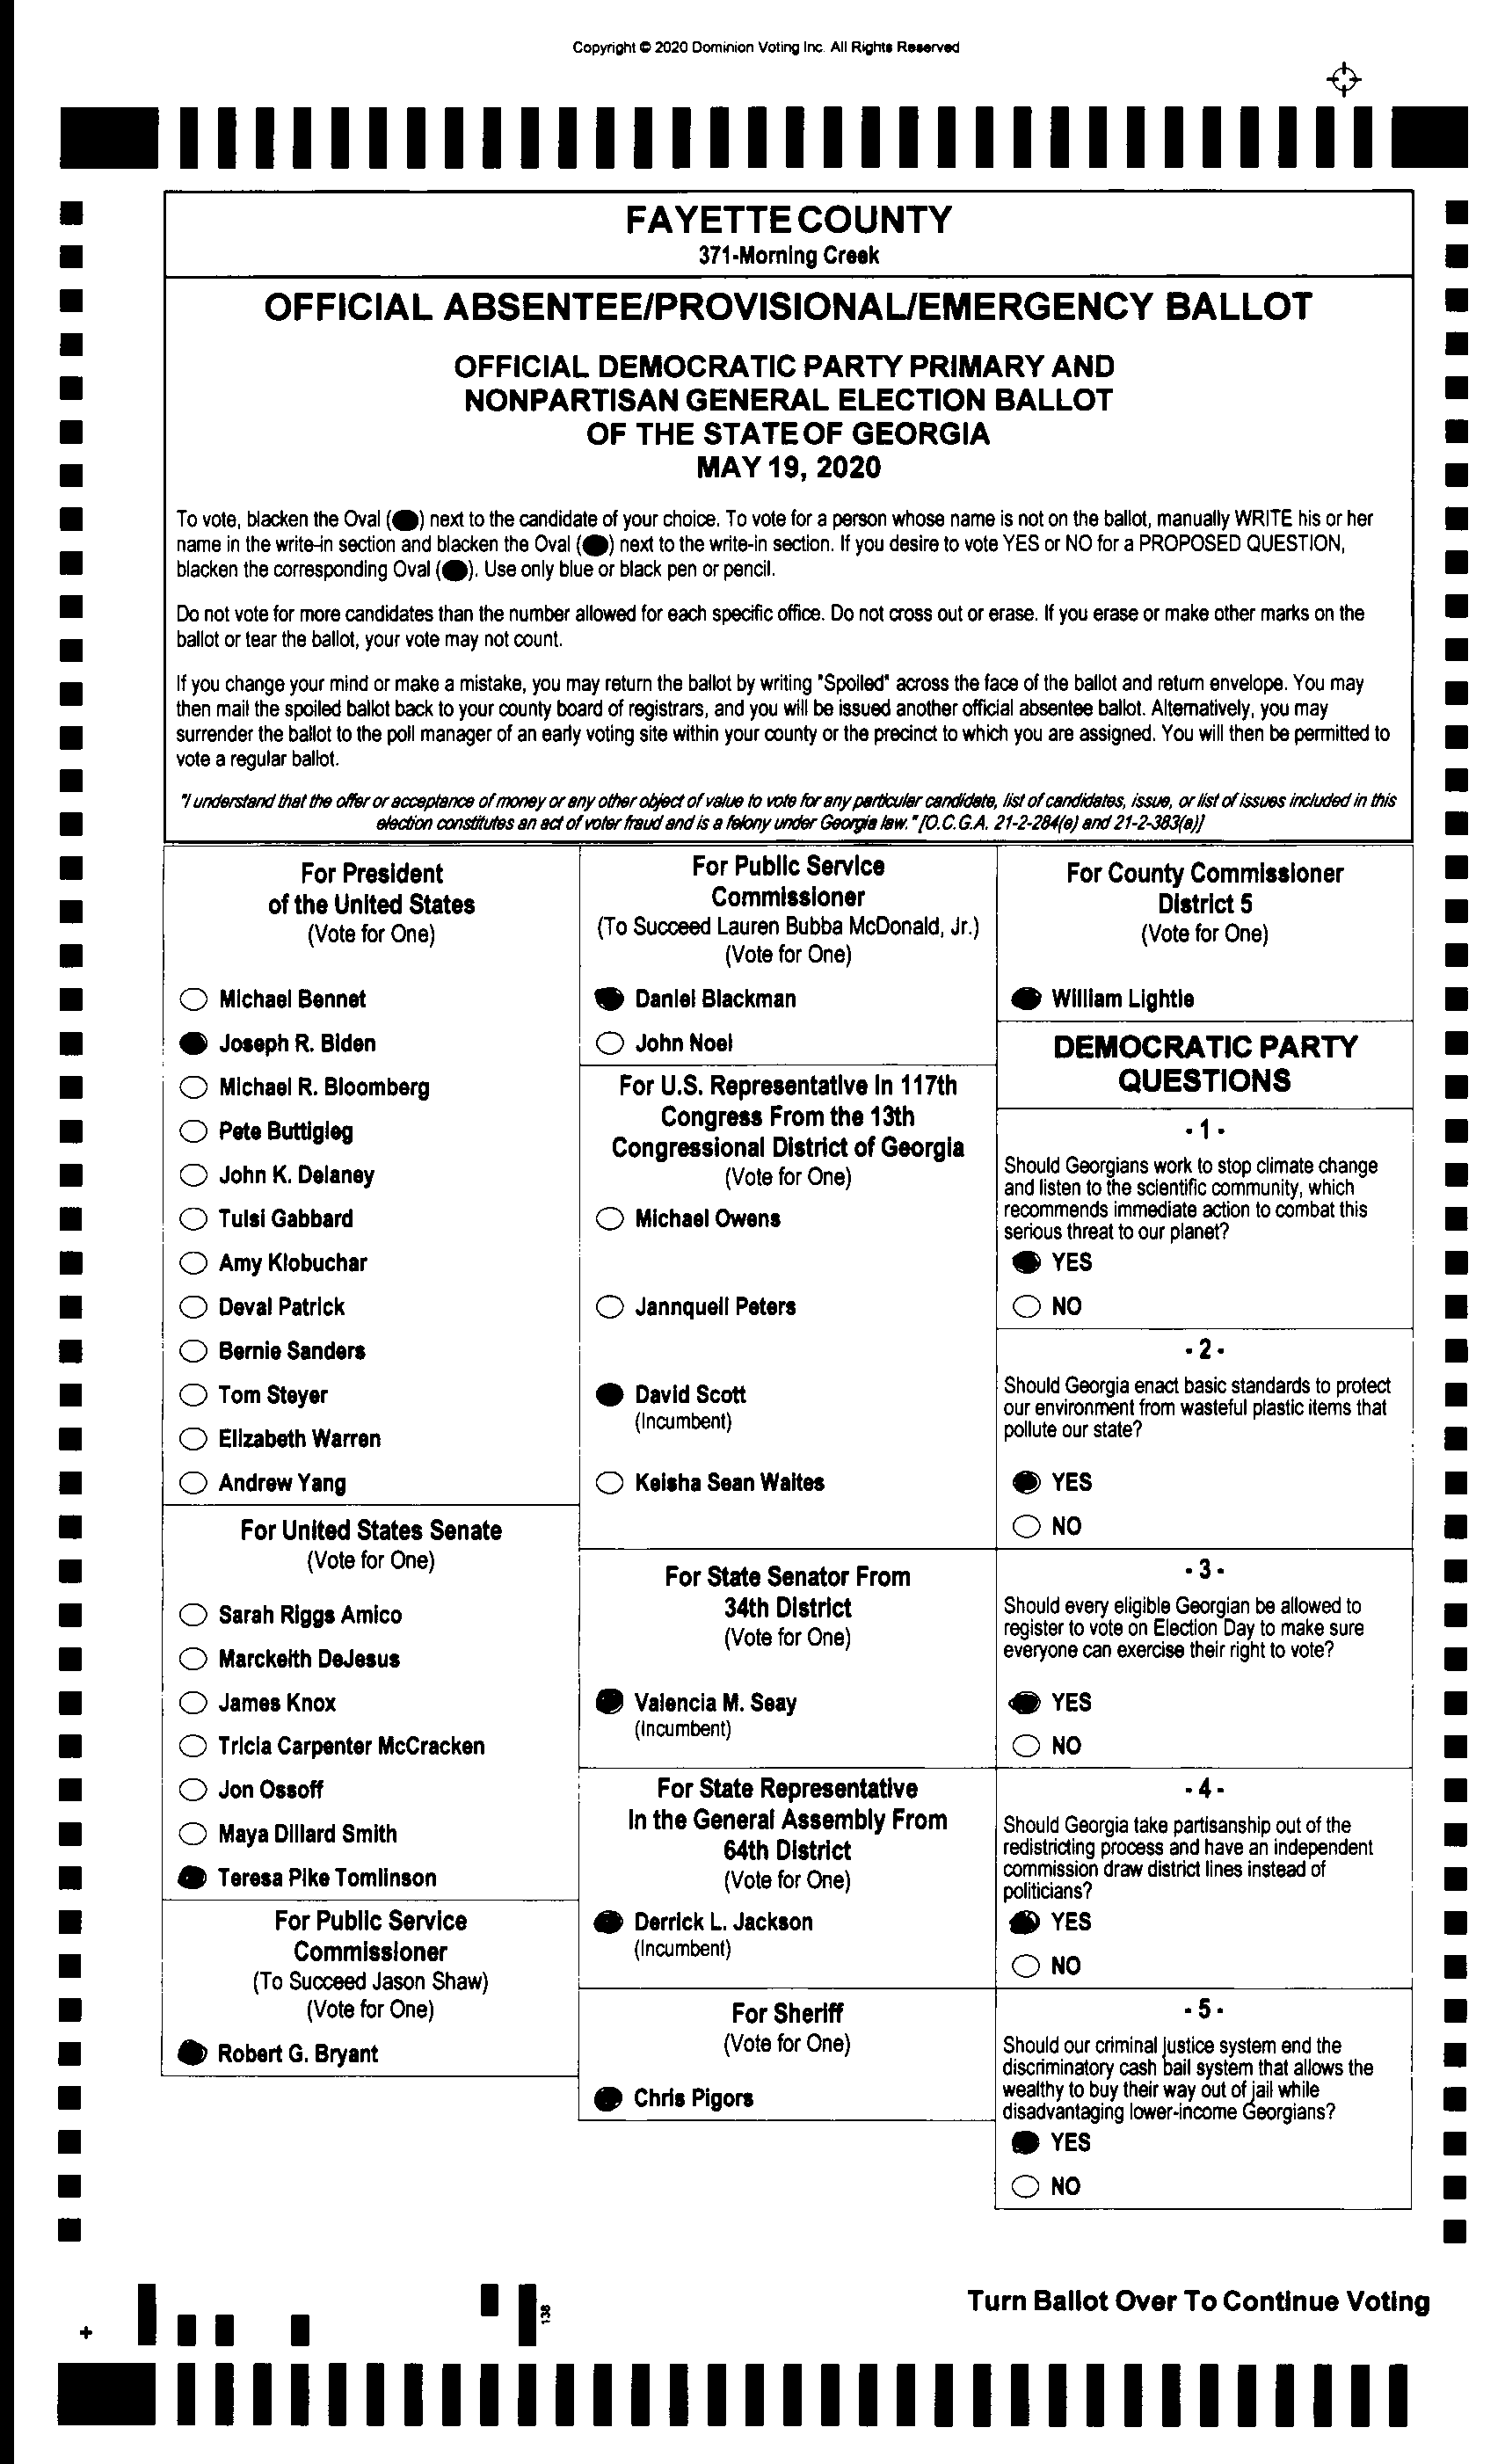 Copyright © 2020 Dominion Voting Inc. All Rights Reserved
FAYETTE COUNTY
371-Morning Creek
OFFICIAL ABSENTEE/PROVISIONAL/EMERGENCY BALLOT
OFFICIAL DEMOCRATIC PARTY PRIMARY AND
NONPARTISAN GENERAL ELECTION BALLOT
OF THE STATE OF GEORGIA
MAY 19, 2020
To vote, blacken the Oval (●) next to the candidate of your choice. To vote for a person whose name is not on the ballot, manually WRITE his or her
name in the write-in section and blacken the Oval (●) next to the write-in section. If you desire to vote YES or NO for a PROPOSED QUESTION,
blacken the corresponding Oval (●). Use only blue or black pen or pencil.
Do not vote for more candidates than the number allowed for each specific office. Do not cross out or erase. If you erase or make other marks on the
ballot or tear the ballot, your vote may not count.
If you change your mind or make a mistake, you may return the ballot by writing "Spoiled" across the face of the ballot and return envelope. You may
then mail the spoiled ballot back to your county board of registrars, and you will be issued another official absentee ballot. Alternatively, you may
surrender the ballot to the poll manager of an early voting site within your county or the precinct to which you are assigned. You will then be permitted to
vote a regular ballot.
"I understand that the offer or acceptance of money or any other object of value to vote for any particular candidate, list of candidates, issue, or list of issues included in this
election constitutes an act of voter fraud and is a felony under Georgia law." [O.C.G.A. 21-2-284(e) and 21-2-383(a)]
For President
of the United States
(Vote for One)
Michael Bennet
Joseph R. Biden
Michael R. Bloomberg
Pete Buttigieg
John K. Delaney
Tulsi Gabbard
Amy Klobuchar
Deval Patrick
Bernie Sanders
Tom Steyer
Elizabeth Warren
Andrew Yang
For United States Senate
(Vote for One)
Sarah Riggs Amico
Marckeith DeJesus
James Knox
Tricia Carpenter McCracken
Jon Ossoff
Maya Dillard Smith
Teresa Pike Tomlinson
For Public Service
Commissioner
(To Succeed Jason Shaw)
(Vote for One)
Robert G. Bryant
For Public Service
Commissioner
(To Succeed Lauren Bubba McDonald, Jr.)
(Vote for One)
Daniel Blackman
John Noel
For U.S. Representative in 117th
Congress From the 13th
Congressional District of Georgia
(Vote for One)
Michael Owens
Jannquell Peters
David Scott
(Incumbent)
Keisha Sean Waites
For State Senator From
34th District
(Vote for One)
Valencia M. Seay
(Incumbent)
For State Representative
In the General Assembly From
64th District
(Vote for One)
Derrick L. Jackson
(Incumbent)
For Sheriff
(Vote for One)
Chris Pigors
For County Commissioner
District 5
(Vote for One)
William Lightle
DEMOCRATIC PARTY
QUESTIONS
- 1 -
Should Georgians work to stop climate change
and listen to the scientific community, which
recommends immediate action to combat this
serious threat to our planet?
YES
NO
- 2 -
Should Georgia enact basic standards to protect
our environment from wasteful plastic items that
pollute our state?
YES
NO
- 3 -
Should every eligible Georgian be allowed to
register to vote on Election Day to make sure
everyone can exercise their right to vote?
YES
NO
- 4 -
Should Georgia take partisanship out of the
redistricting process and have an independent
commission draw district lines instead of
politicians?
YES
NO
- 5 -
Should our criminal justice system end the
discriminatory cash bail system that allows the
wealthy to buy their way out of jail while
disadvantaging lower-income Georgians?
YES
NO
Turn Ballot Over To Continue Voting
138